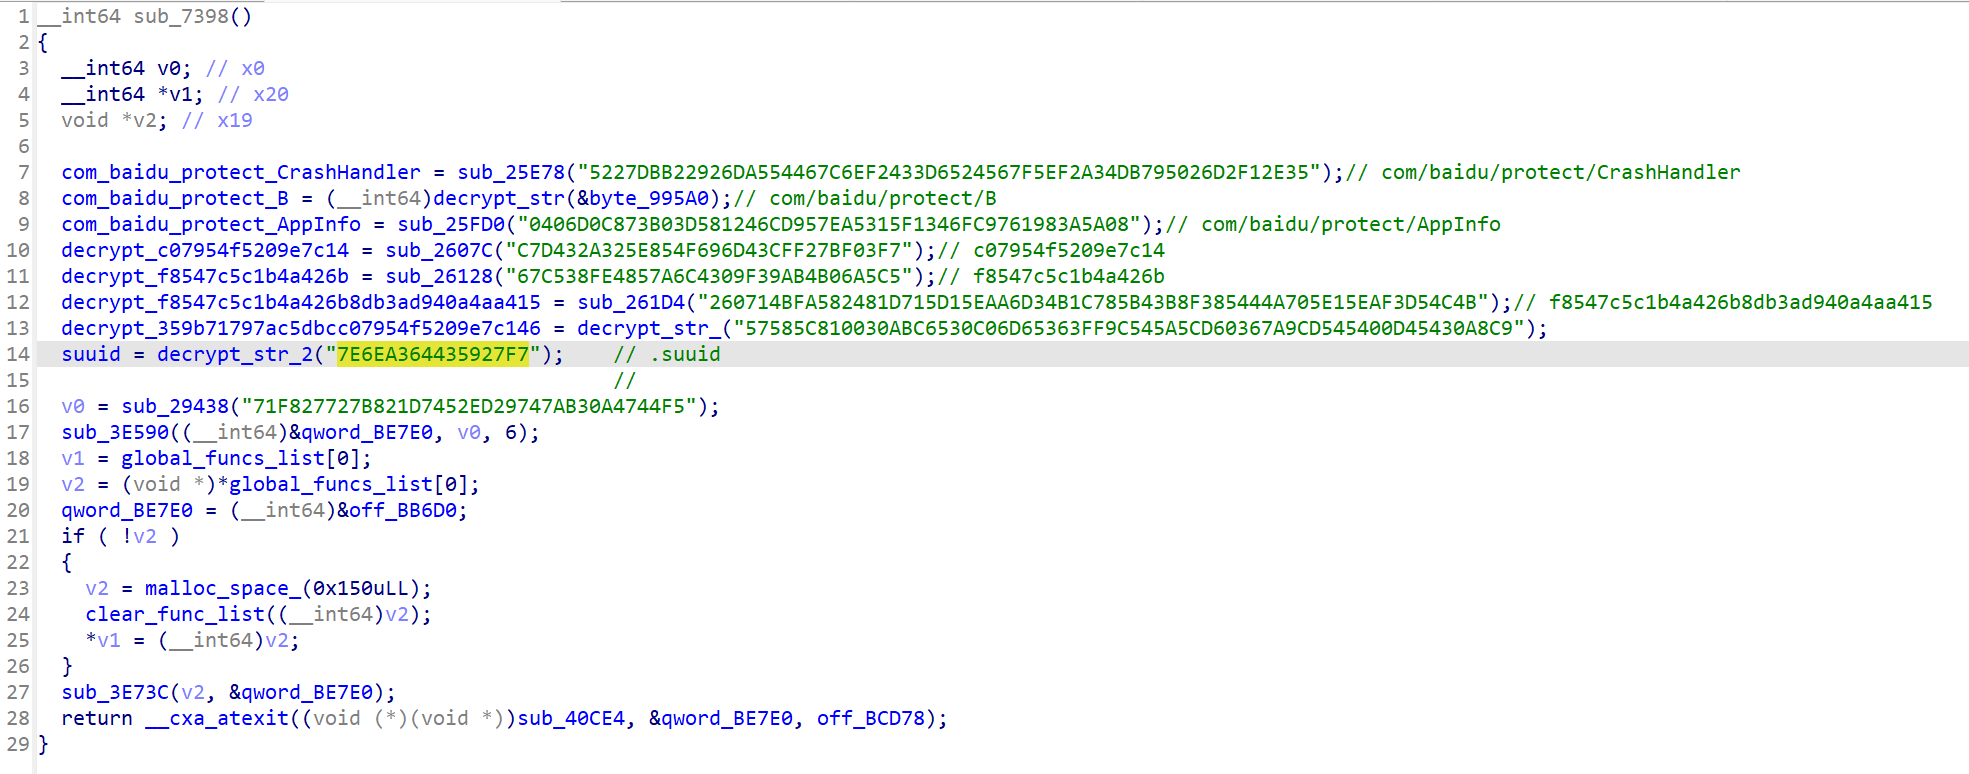 1 __int64 sub_7398()
2 {
3   __int64 v0; // x0
4   __int64 *v1; // x20
5   void *v2; // x19
6
7   com_baidu_protect_CrashHandler = sub_25E78("5227DBB22926DA554467C6EF2433D6524567F5EF2A34DB795026D2F12E35");// com/baidu/protect/CrashHandler
8   com_baidu_protect_B = (__int64)decrypt_str(&byte_995A0);// com/baidu/protect/B
9   com_baidu_protect_AppInfo = sub_25FD0("0406D0C873B03D581246CD957EA5315F1346FC9761983A5A08");// com/baidu/protect/AppInfo
10   decrypt_c07954f5209e7c14 = sub_2607C("C7D432A325E854F696D43CFF27BF03F7");// c07954f5209e7c14
11   decrypt_f8547c5c1b4a426b = sub_26128("67C538FE4857A6C4309F39AB4B06A5C5");// f8547c5c1b4a426b
12   decrypt_f8547c5c1b4a426b8db3ad940a4aa415 = sub_261D4("260714BFA582481D715D15EAA6D34B1C785B43B8F385444A705E15EAF3D54C4B");// f8547c5c1b4a426b8db3ad940a4aa415
13   decrypt_359b71797ac5dbcc07954f5209e7c146 = decrypt_str_("57585C810030ABC6530C06D65363FF9C545A5CD60367A9CD545400D45430A8C9");
14   suuid = decrypt_str_2("7E6EA364435927F7");    // .suuid
15                                                 //
16   v0 = sub_29438("71F827727B821D7452ED29747AB30A4744F5");
17   sub_3E590((__int64)&qword_BE7E0, v0, 6);
18   v1 = global_funcs_list[0];
19   v2 = (void *)*global_funcs_list[0];
20   qword_BE7E0 = (__int64)&off_BB6D0;
21   if ( !v2 )
22   {
23     v2 = malloc_space_(0x150uLL);
24     clear_func_list((__int64)v2);
25     *v1 = (__int64)v2;
26   }
27   sub_3E73C(v2, &qword_BE7E0);
28   return __cxa_atexit((void (*)(void *))sub_40CE4, &qword_BE7E0, off_BCD78);
29 }